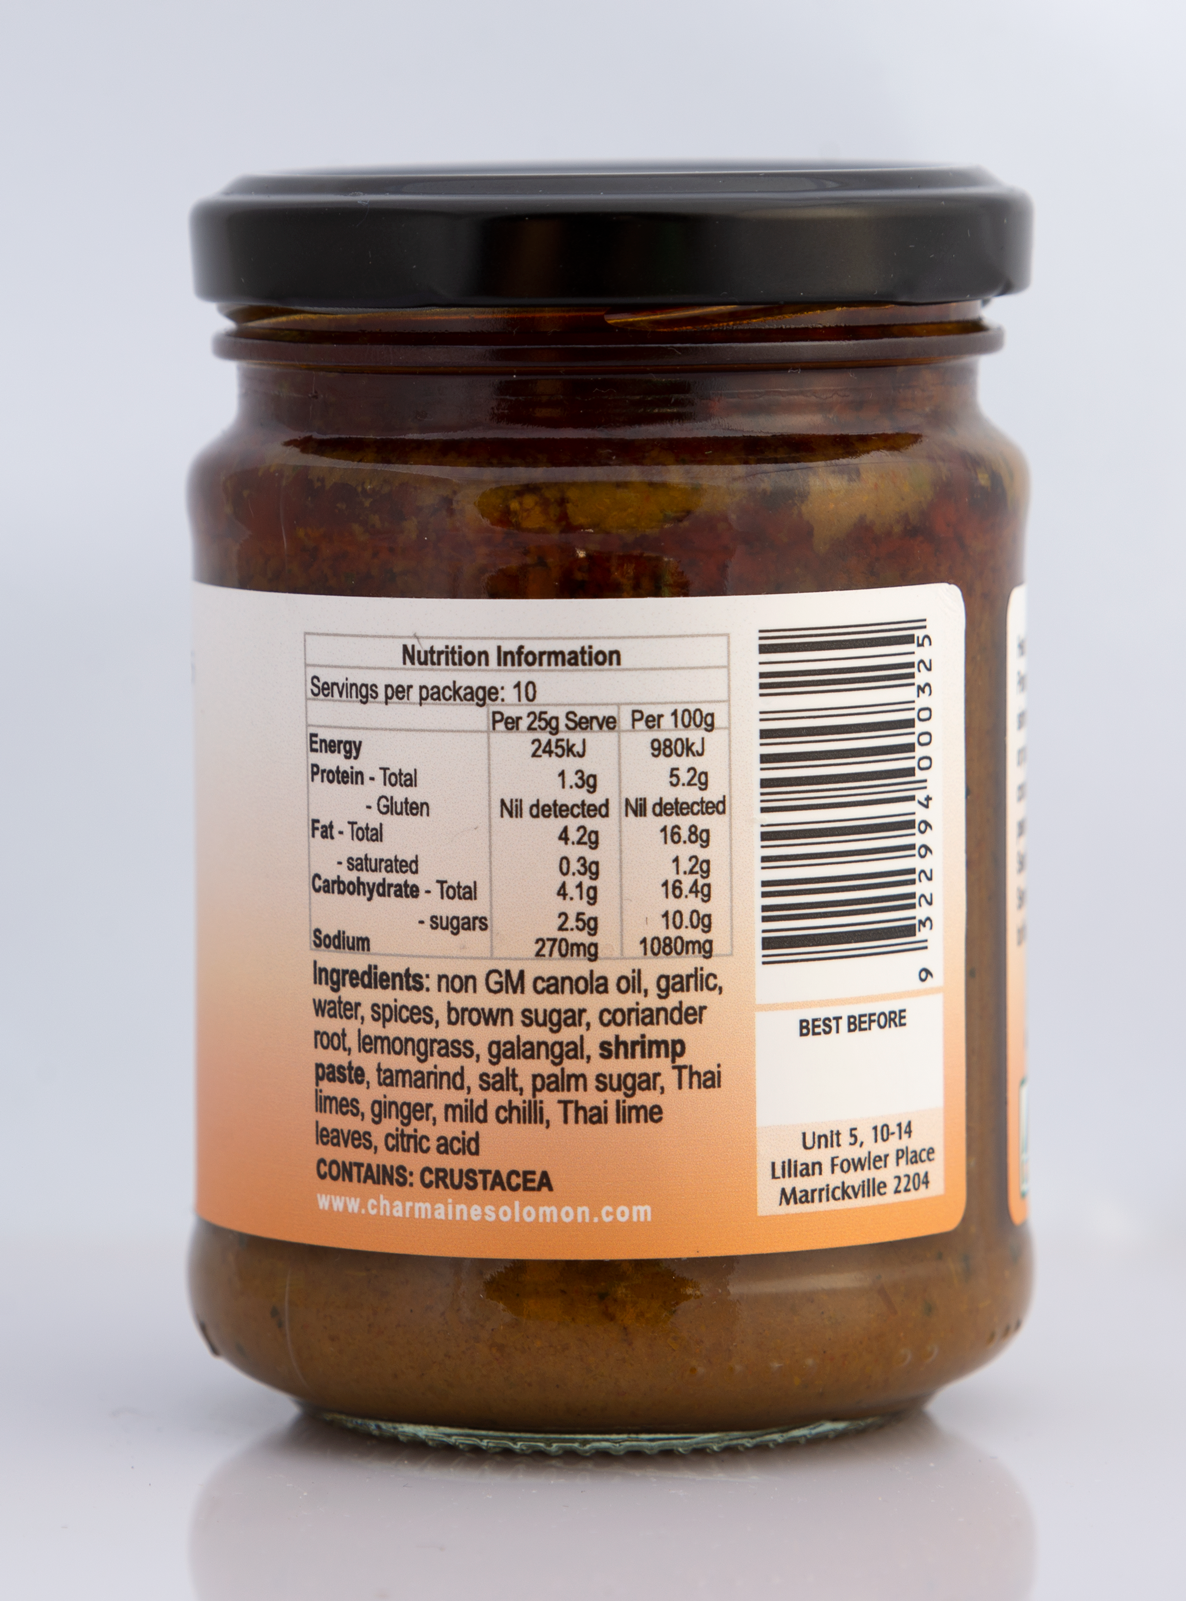 Nutrition Information
Servings per package: 10
Per 25g Serve Per 100g
Energy 245kJ 980kJ
Protein - Total 1.3g 5.2g
- Gluten Nil detected Nil detected
Fat - Total 4.2g 16.8g
- saturated 0.3g 1.2g
Carbohydrate - Total 4.1g 16.4g
- sugars 2.5g 10.0g
Sodium 270mg 1080mg
Ingredients: non GM canola oil, garlic,
water, spices, brown sugar, coriander
root, lemongrass, galangal, shrimp
paste, tamarind, salt, palm sugar, Thai
limes, ginger, mild chilli, Thai lime
leaves, citric acid
CONTAINS: CRUSTACEA
www.charmainesolomon.com
9 322994 000325
BEST BEFORE
Unit 5, 10-14
Lilian Fowler Place
Marrickville 2204